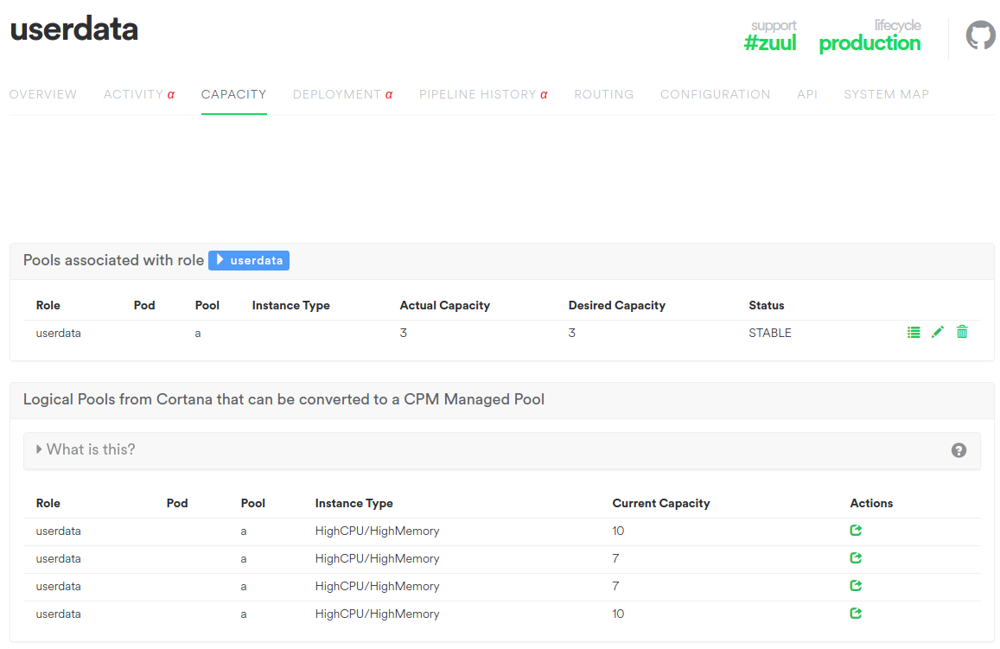 userdata
support lifecycle
#zuul production
OVERVIEW ACTIVITY α CAPACITY DEPLOYMENT α PIPELINE HISTORY α ROUTING CONFIGURATION API SYSTEM MAP
Pools associated with role userdata
Role Pod Pool Instance Type Actual Capacity Desired Capacity Status
userdata a 3 3 STABLE
Logical Pools from Cortana that can be converted to a CPM Managed Pool
What is this? ?
Role Pod Pool Instance Type Current Capacity Actions
userdata a HighCPU/HighMemory 10
userdata a HighCPU/HighMemory 7
userdata a HighCPU/HighMemory 7
userdata a HighCPU/HighMemory 10